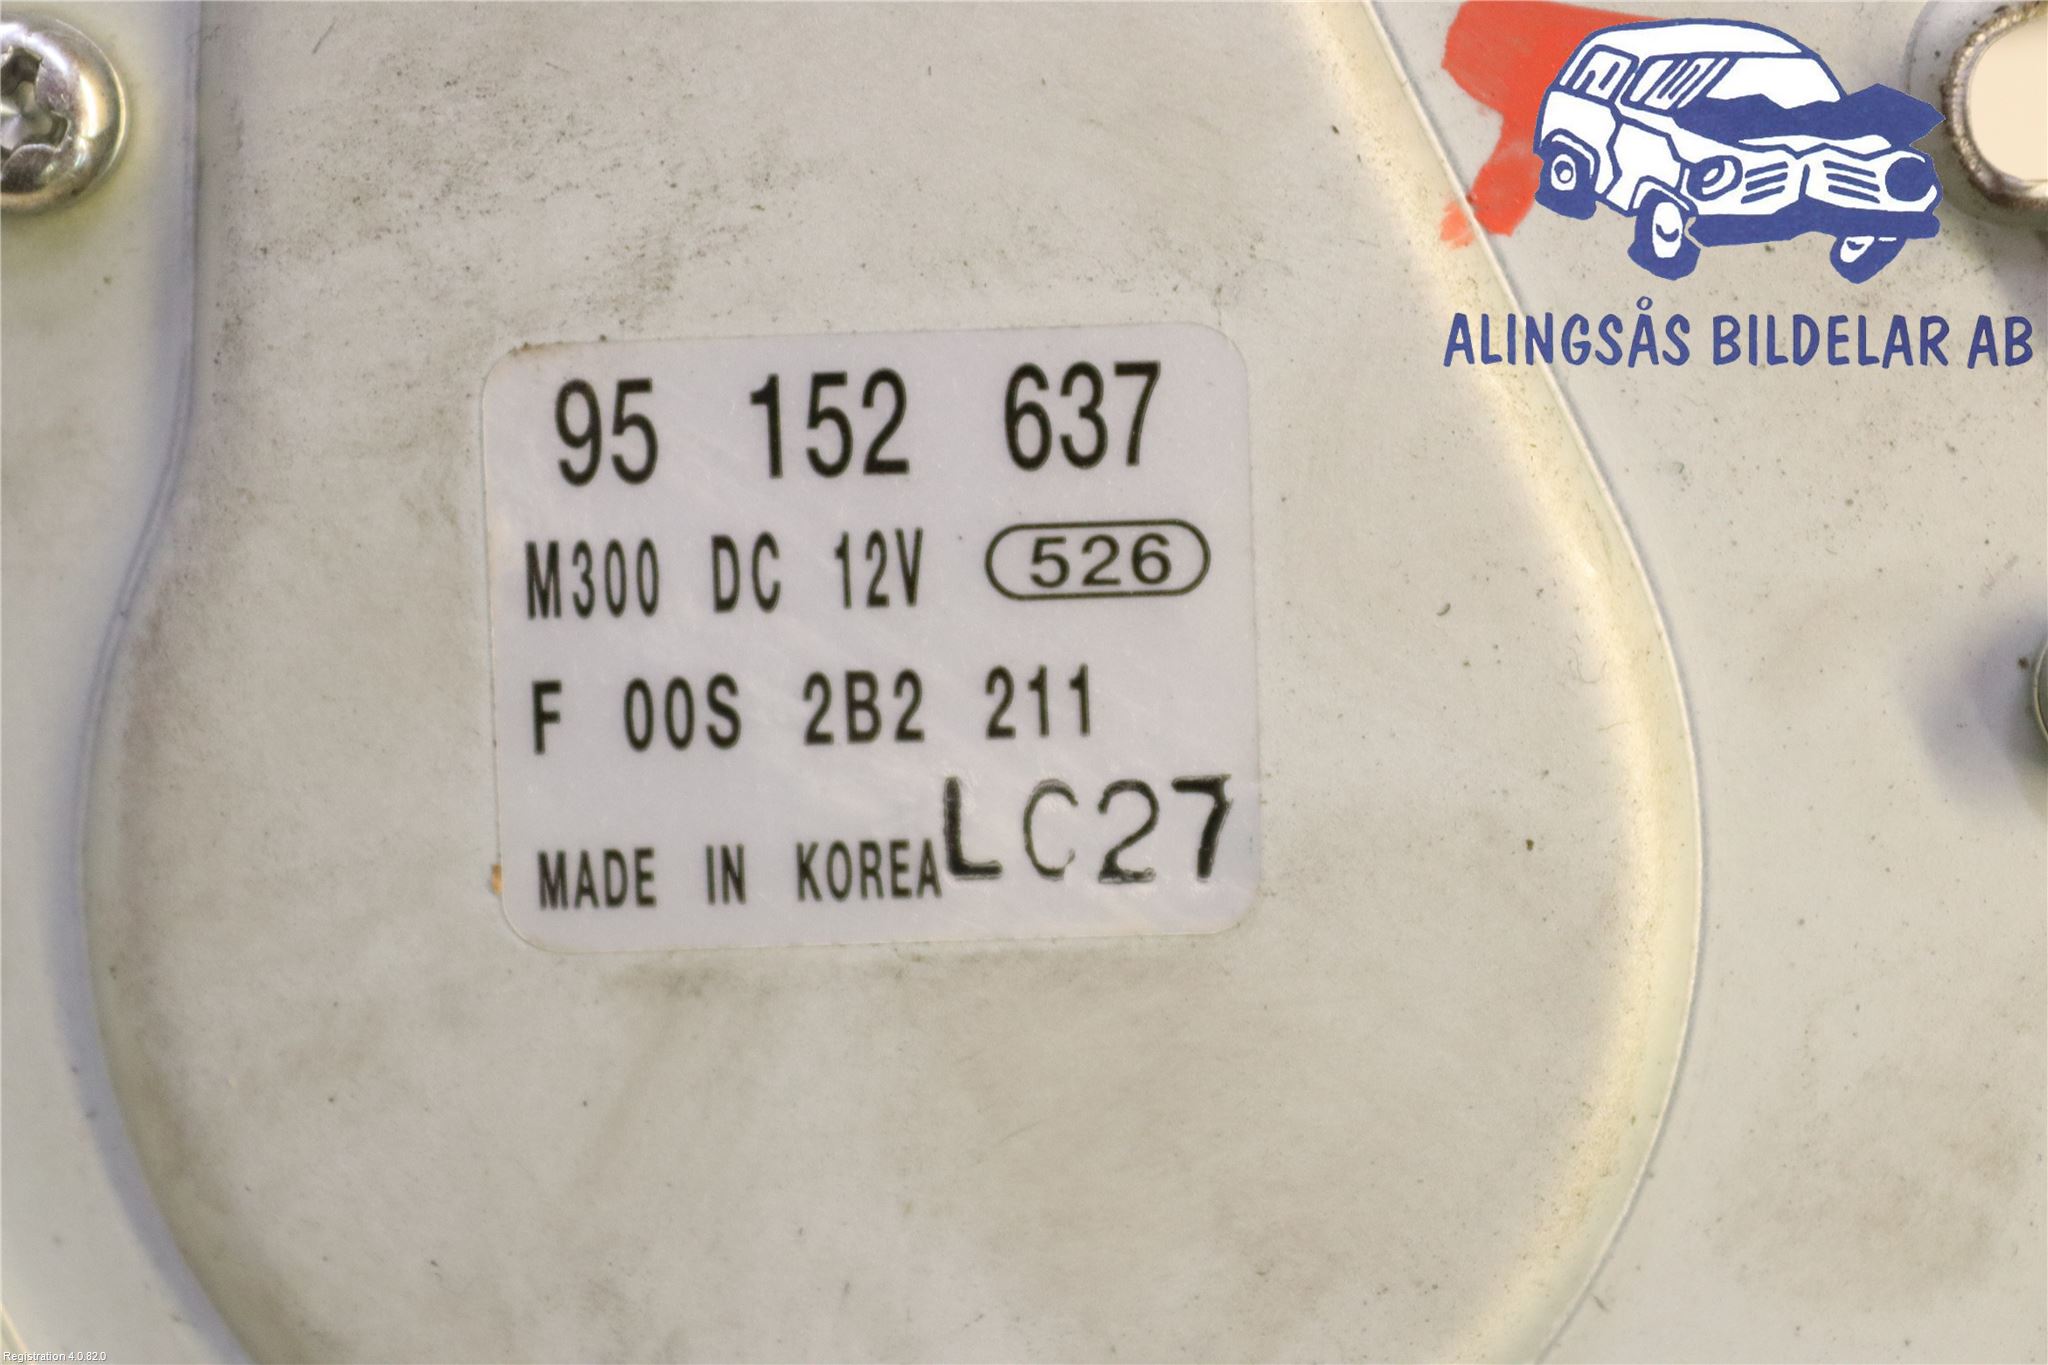 ALINGSÅS BILDELAR AB
95 152 637
M300 DC 12V 526
F 00S 2B2 211
MADE IN KOREA LC27
Registration 4.0.82.0